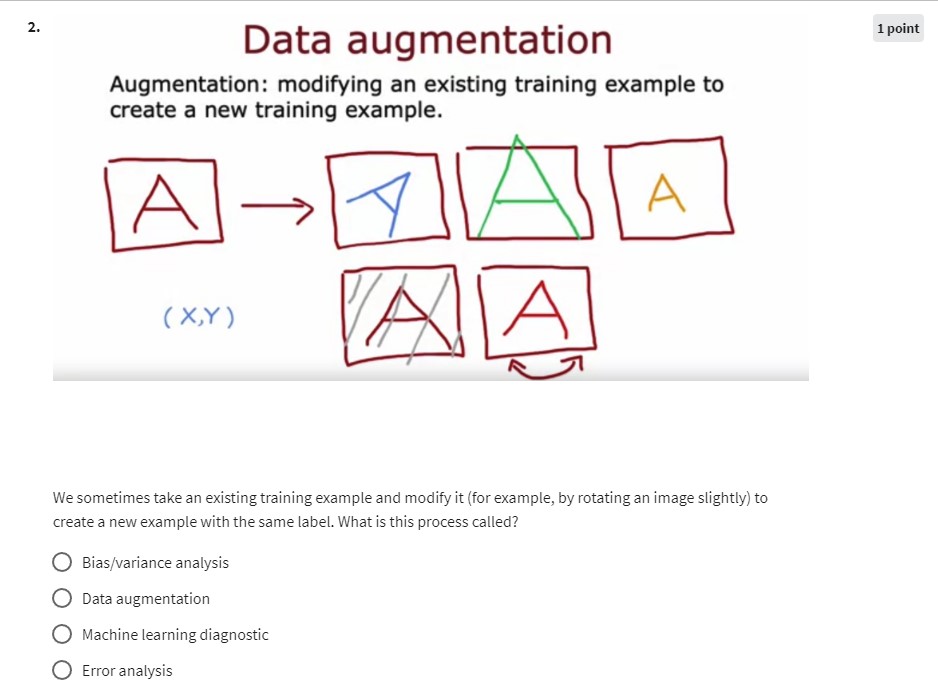 2.
1 point
Data augmentation
Augmentation: modifying an existing training example to
create a new training example.
A
A
A
A
(X,Y)
A
A
We sometimes take an existing training example and modify it (for example, by rotating an image slightly) to
create a new example with the same label. What is this process called?
Bias/variance analysis
Data augmentation
Machine learning diagnostic
Error analysis